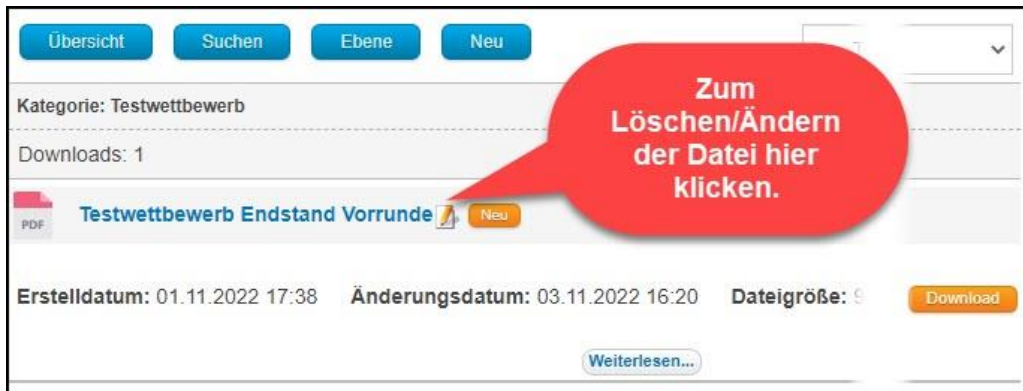 Übersicht Suchen Ebene Neu
Kategorie: Testwettbewerb
Zum
Löschen/Ändern
der Datei hier
klicken.
Downloads: 1
PDF Testwettbewerb Endstand Vorrunde Neu
Erstelldatum: 01.11.2022 17:38 Änderungsdatum: 03.11.2022 16:20 Dateigröße: Download
Weiterlesen...